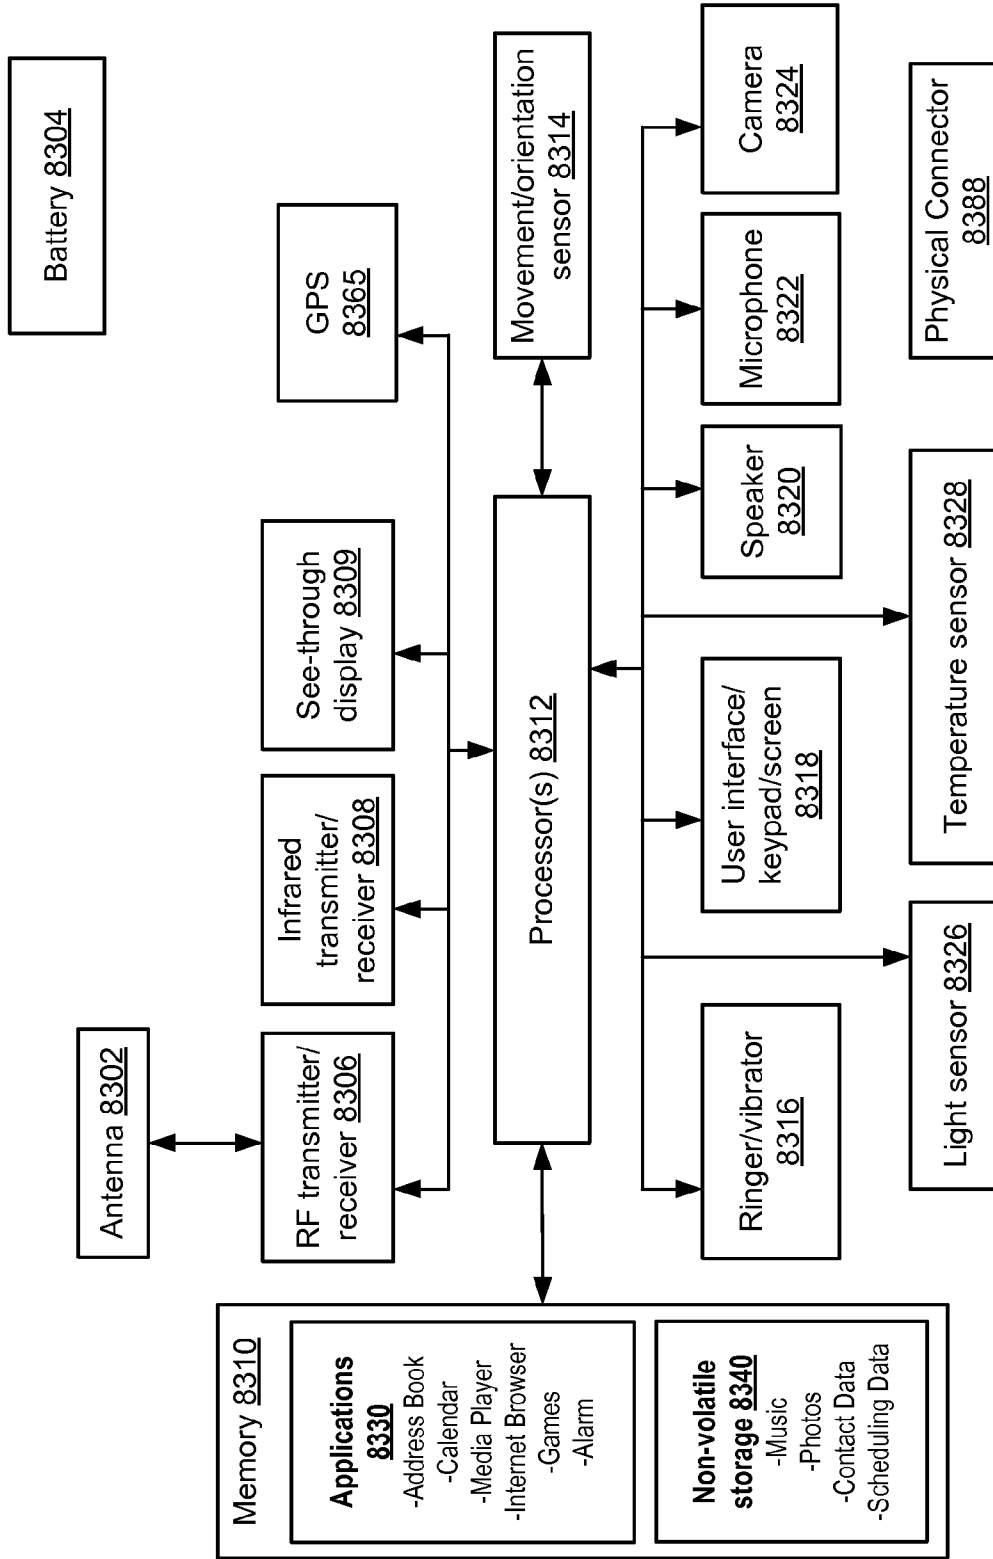 Memory 8310
Applications
8330
-Address Book
-Calendar
-Media Player
-Internet Browser
-Games
-Alarm
Non-volatile
storage 8340
-Music
-Photos
-Contact Data
-Scheduling Data
Antenna 8302
RF transmitter/
receiver 8306
Infrared
transmitter/
receiver 8308
See-through
display 8309
GPS
8365
Battery 8304
Processor(s) 8312
Movement/orientation
sensor 8314
Ringer/vibrator
8316
User interface/
keypad/screen
8318
Speaker
8320
Microphone
8322
Camera
8324
Light sensor 8326
Temperature sensor 8328
Physical Connector
8388